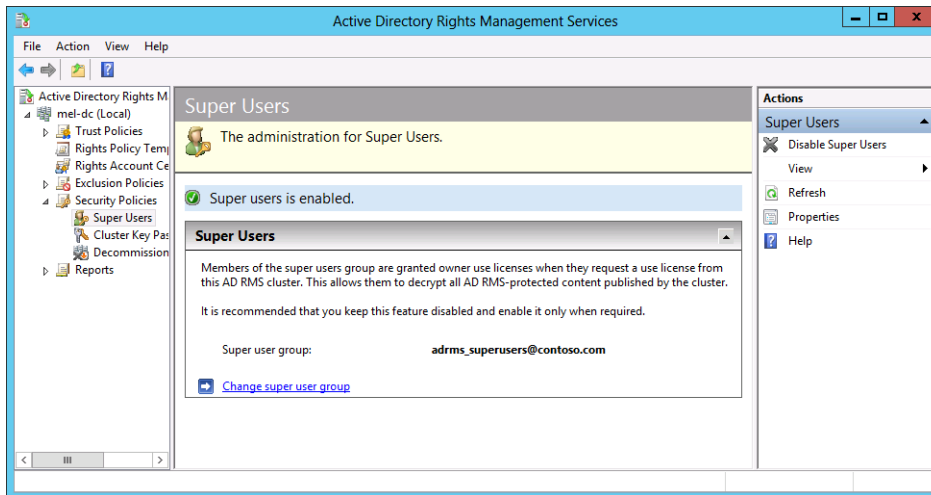 Active Directory Rights Management Services
File Action View Help
Active Directory Rights M
mel-dc (Local)
Trust Policies
Rights Policy Temp
Rights Account Ce
Exclusion Policies
Security Policies
Super Users
Cluster Key Pas
Decommission
Reports
Super Users
The administration for Super Users.
Super users is enabled.
Super Users
Members of the super users group are granted owner use licenses when they request a use license from
this AD RMS cluster. This allows them to decrypt all AD RMS-protected content published by the cluster.
It is recommended that you keep this feature disabled and enable it only when required.
Super user group: adrms_superusers@contoso.com
Change super user group
Actions
Super Users
Disable Super Users
View
Refresh
Properties
Help